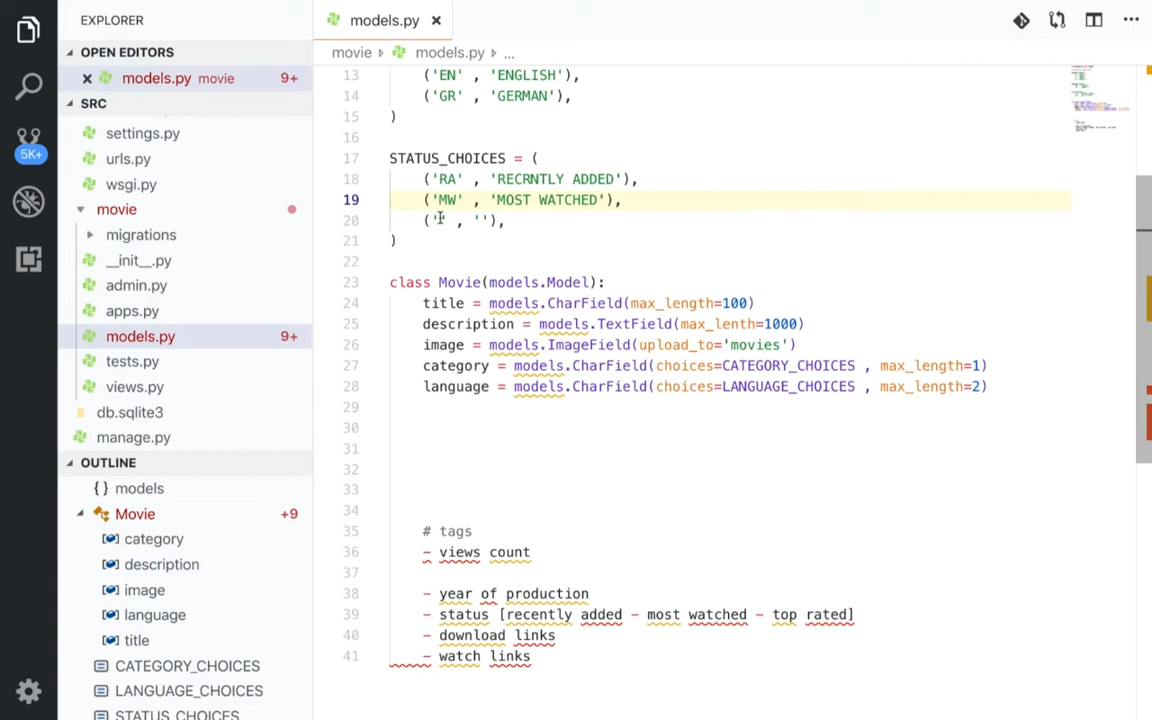 EXPLORER
OPEN EDITORS
models.py movie 9+
SRC
settings.py
urls.py
wsgi.py
movie
migrations
__init__.py
admin.py
apps.py
models.py 9+
tests.py
views.py
db.sqlite3
manage.py
OUTLINE
{ } models
Movie +9
category
description
image
language
title
CATEGORY_CHOICES
LANGUAGE_CHOICES
STATUS_CHOICES
5K+
models.py
movie models.py ...
13 ('EN' , 'ENGLISH'),
14 ('GR' , 'GERMAN'),
15 )
16
17 STATUS_CHOICES = (
18 ('RA' , 'RECRNTLY ADDED'),
19 ('MW' , 'MOST WATCHED'),
20 ('' , ''),
21 )
22
23 class Movie(models.Model):
24 title = models.CharField(max_length=100)
25 description = models.TextField(max_lenth=1000)
26 image = models.ImageField(upload_to='movies')
27 category = models.CharField(choices=CATEGORY_CHOICES , max_length=1)
28 language = models.CharField(choices=LANGUAGE_CHOICES , max_length=2)
29
30
31
32
33
34
35 # tags
36 - views count
37
38 - year of production
39 - status [recently added - most watched - top rated]
40 - download links
41 - watch links